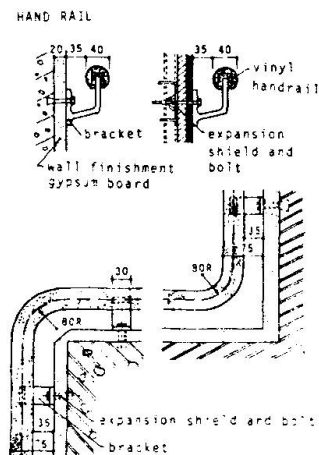 HAND RAIL
20 35 40
35 40
vinyl
handrail
bracket
expansion
shield and
bolt
wall finishment
gypsum board
35
75
30
80R
80R
expansion shield and bolt
35
75
bracket